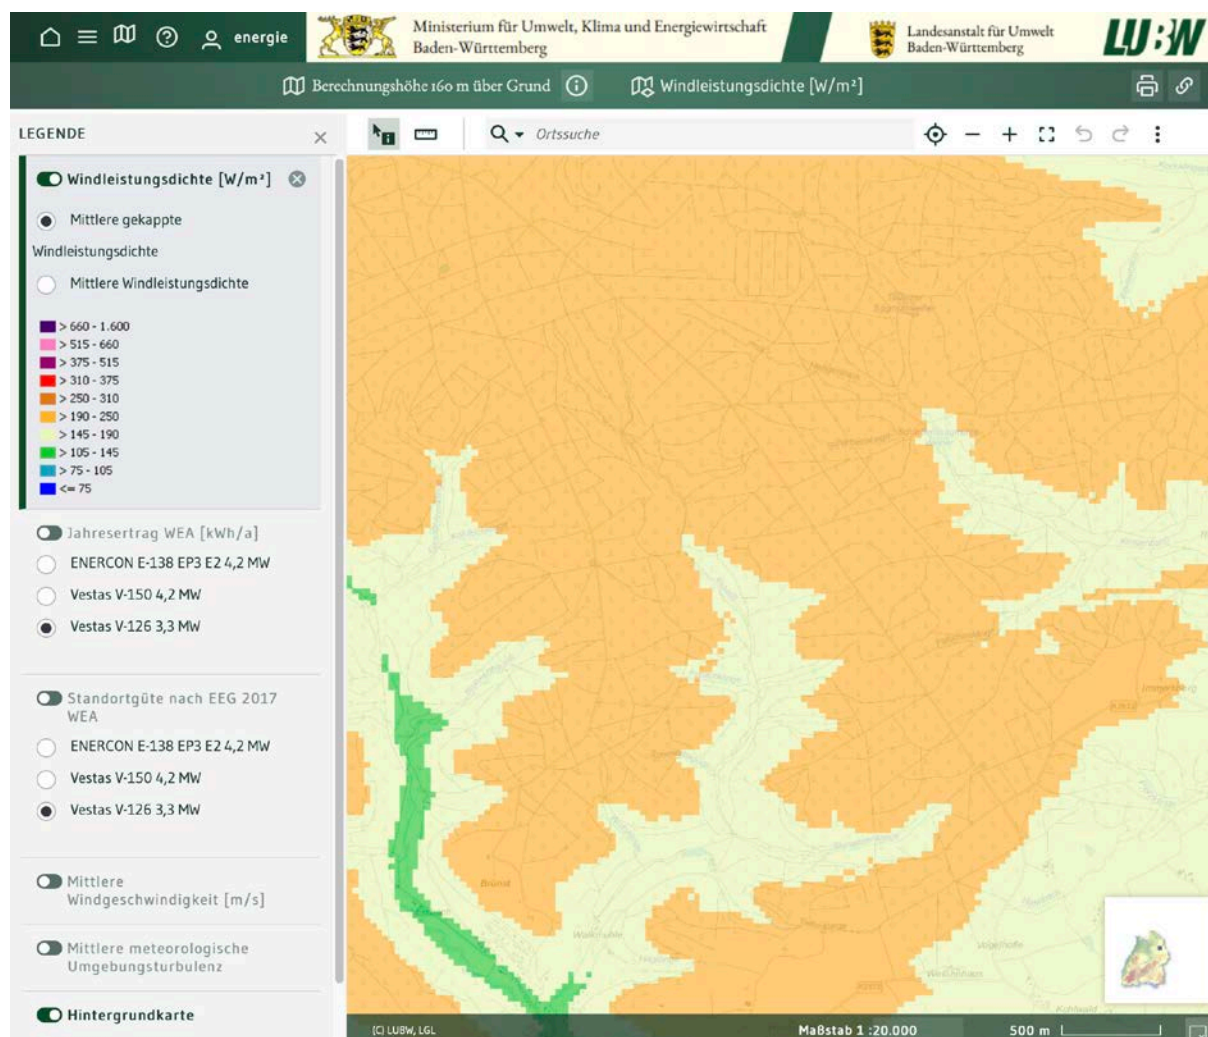 energie
Ministerium für Umwelt, Klima und Energiewirtschaft
Baden-Württemberg
Landesanstalt für Umwelt
Baden-Württemberg
LUBW
Berechnungshöhe 160 m über Grund
Windleistungsdichte [W/m²]
LEGENDE
Ortssuche
Windleistungsdichte [W/m²]
Mittlere gekappte
Windleistungsdichte
Mittlere Windleistungsdichte
> 660 - 1.600
> 515 - 660
> 375 - 515
> 310 - 375
> 250 - 310
> 190 - 250
> 145 - 190
> 105 - 145
> 75 - 105
<= 75
Jahresertrag WEA [kWh/a]
ENERCON E-138 EP3 E2 4,2 MW
Vestas V-150 4,2 MW
Vestas V-126 3,3 MW
Standortgüte nach EEG 2017
WEA
ENERCON E-138 EP3 E2 4,2 MW
Vestas V-150 4,2 MW
Vestas V-126 3,3 MW
Mittlere
Windgeschwindigkeit [m/s]
Mittlere meteorologische
Umgebungsturbulenz
Hintergrundkarte
Brünst
Walkmühle
(C) LUBW, LGL
Maßstab 1 :20.000
500 m